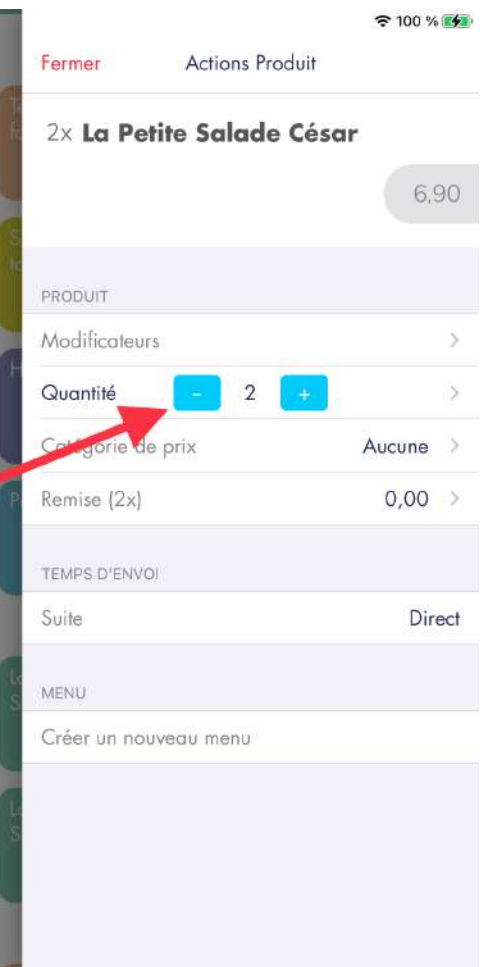 100 %
Fermer Actions Produit
2x La Petite Salade César
6,90
PRODUIT
Modificateurs
Quantité - 2 +
Catégorie de prix Aucune
Remise (2x) 0,00
TEMPS D'ENVOI
Suite Direct
MENU
Créer un nouveau menu